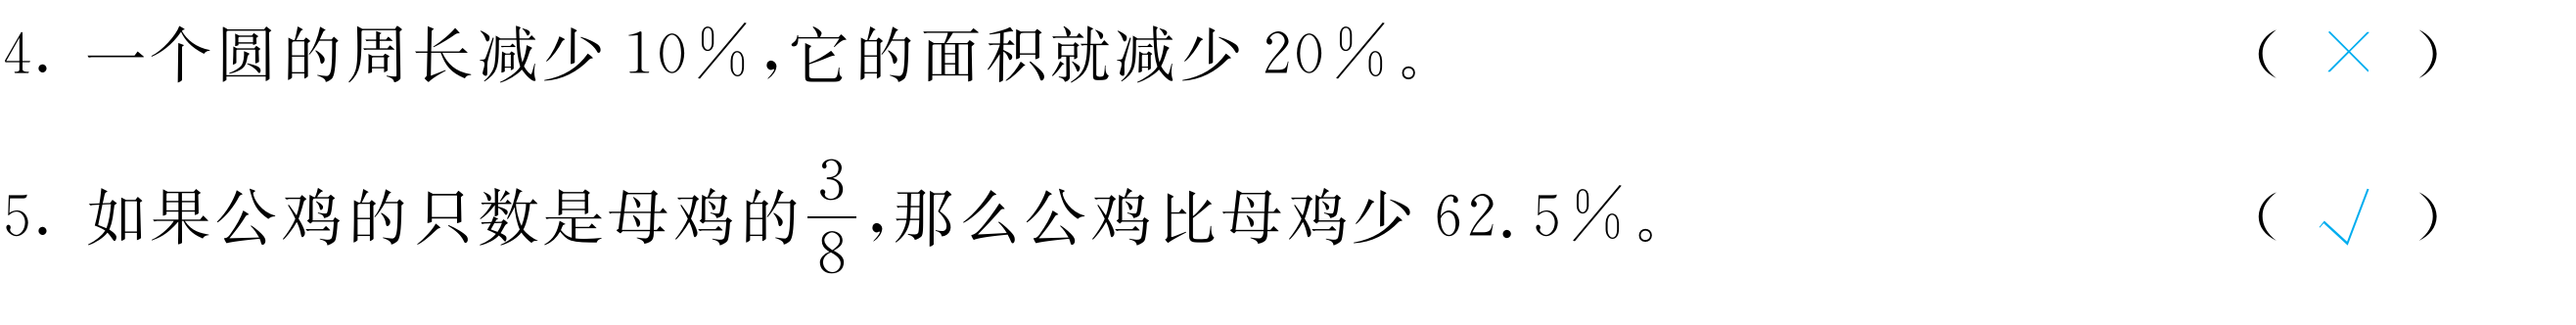 4. 一个圆的周长减少 10%,它的面积就减少 20%。 ( × )
5. 如果公鸡的只数是母鸡的3/8,那么公鸡比母鸡少 62.5%。 ( √ )